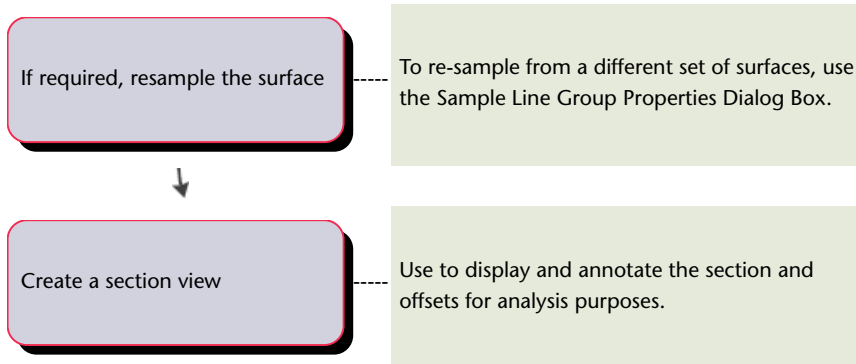 If required, resample the surface
To re-sample from a different set of surfaces, use
the Sample Line Group Properties Dialog Box.
Create a section view
Use to display and annotate the section and
offsets for analysis purposes.